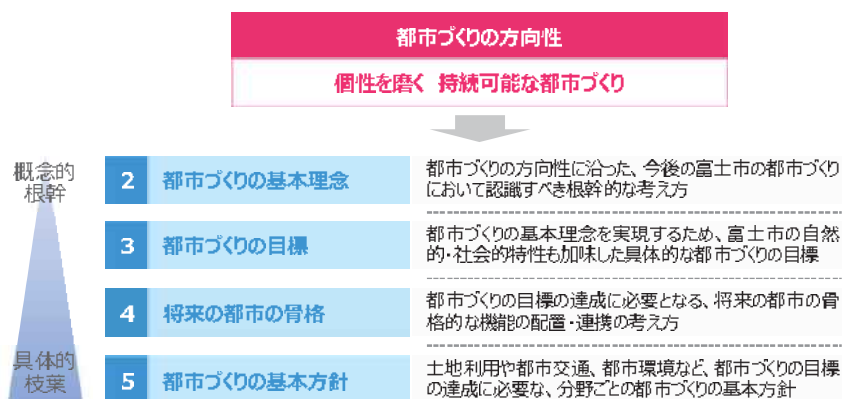 都市づくりの方向性
個性を磨く 持続可能な都市づくり
概念的
根幹
2 都市づくりの基本理念
都市づくりの方向性に沿った、今後の富士市の都市づくり
において認識すべき根幹的な考え方
3 都市づくりの目標
都市づくりの基本理念を実現するため、富士市の自然
的・社会的特性も加味した具体的な都市づくりの目標
4 将来の都市の骨格
都市づくりの目標の達成に必要となる、将来の都市の骨
格的な機能の配置・連携の考え方
具体的
枝葉
5 都市づくりの基本方針
土地利用や都市交通、都市環境など、都市づくりの目標
の達成に必要な、分野ごとの都市づくりの基本方針